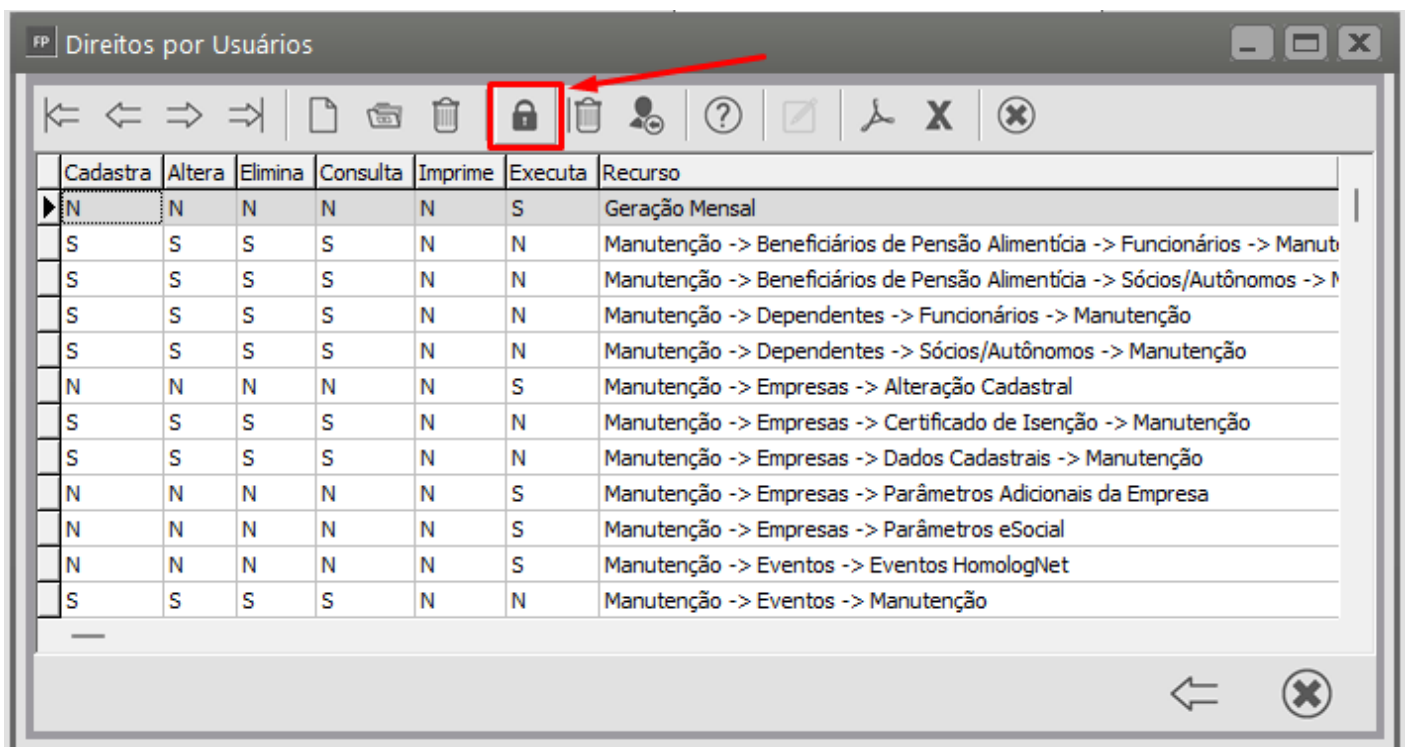 FP Direitos por Usuários
Cadastra Altera Elimina Consulta Imprime Executa Recurso
N N N N N S Geração Mensal
S S S S N N Manutenção -> Beneficiários de Pensão Alimentícia -> Funcionários -> Manut
S S S S N N Manutenção -> Beneficiários de Pensão Alimentícia -> Sócios/Autônomos ->
S S S S N N Manutenção -> Dependentes -> Funcionários -> Manutenção
S S S S N N Manutenção -> Dependentes -> Sócios/Autônomos -> Manutenção
N N N N N S Manutenção -> Empresas -> Alteração Cadastral
S S S S N N Manutenção -> Empresas -> Certificado de Isenção -> Manutenção
S S S S N N Manutenção -> Empresas -> Dados Cadastrais -> Manutenção
N N N N N S Manutenção -> Empresas -> Parâmetros Adicionais da Empresa
N N N N N S Manutenção -> Empresas -> Parâmetros eSocial
N N N N N S Manutenção -> Eventos -> Eventos HomologNet
S S S S N N Manutenção -> Eventos -> Manutenção